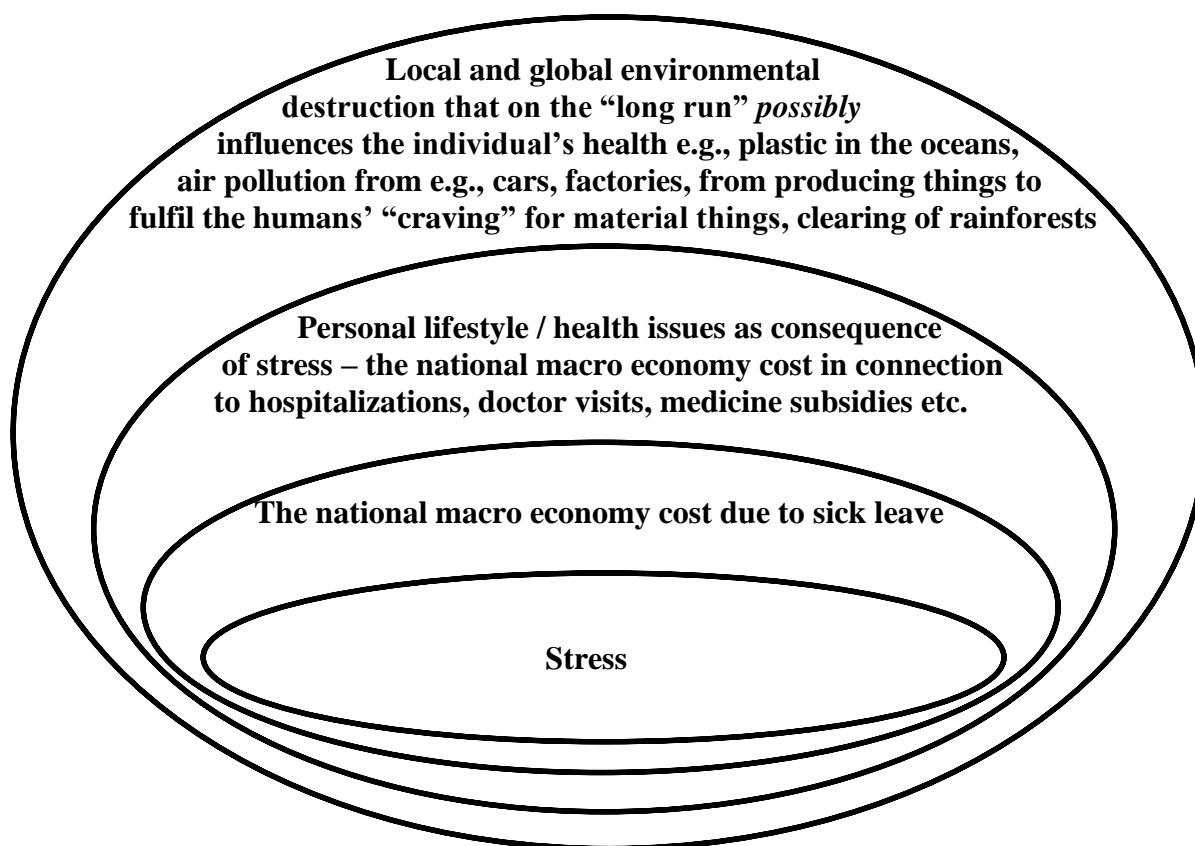 Local and global environmental
destruction that on the “long run” possibly
influences the individual’s health e.g., plastic in the oceans,
air pollution from e.g., cars, factories, from producing things to
fulfil the humans’ “craving” for material things, clearing of rainforests
Personal lifestyle / health issues as consequence
of stress – the national macro economy cost in connection
to hospitalizations, doctor visits, medicine subsidies etc.
The national macro economy cost due to sick leave
Stress